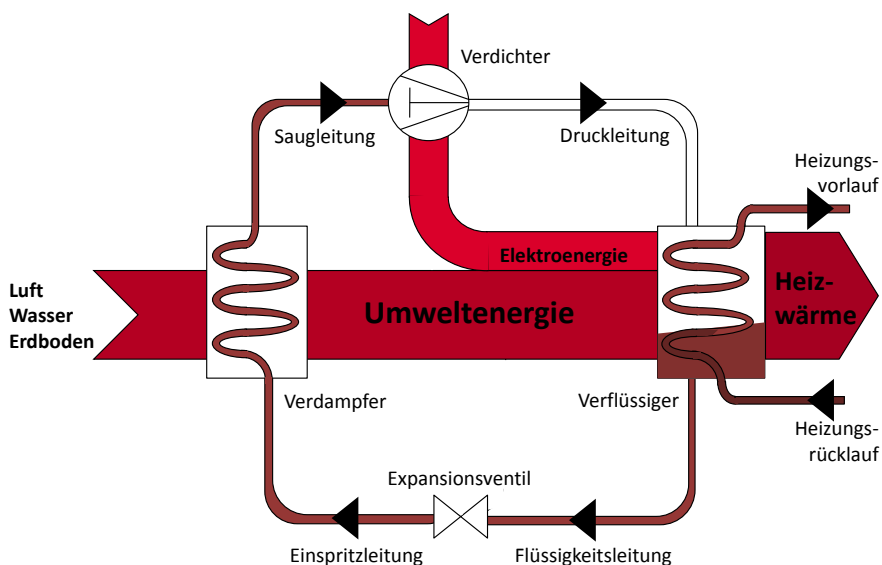 Verdichter
Saugleitung
Druckleitung
Heizungs-
vorlauf
Elektroenergie
Luft
Wasser
Erdboden
Umweltenergie
Heiz-
wärme
Verdampfer
Verflüssiger
Heizungs-
rücklauf
Expansionsventil
Einspritzleitung
Flüssigkeitsleitung